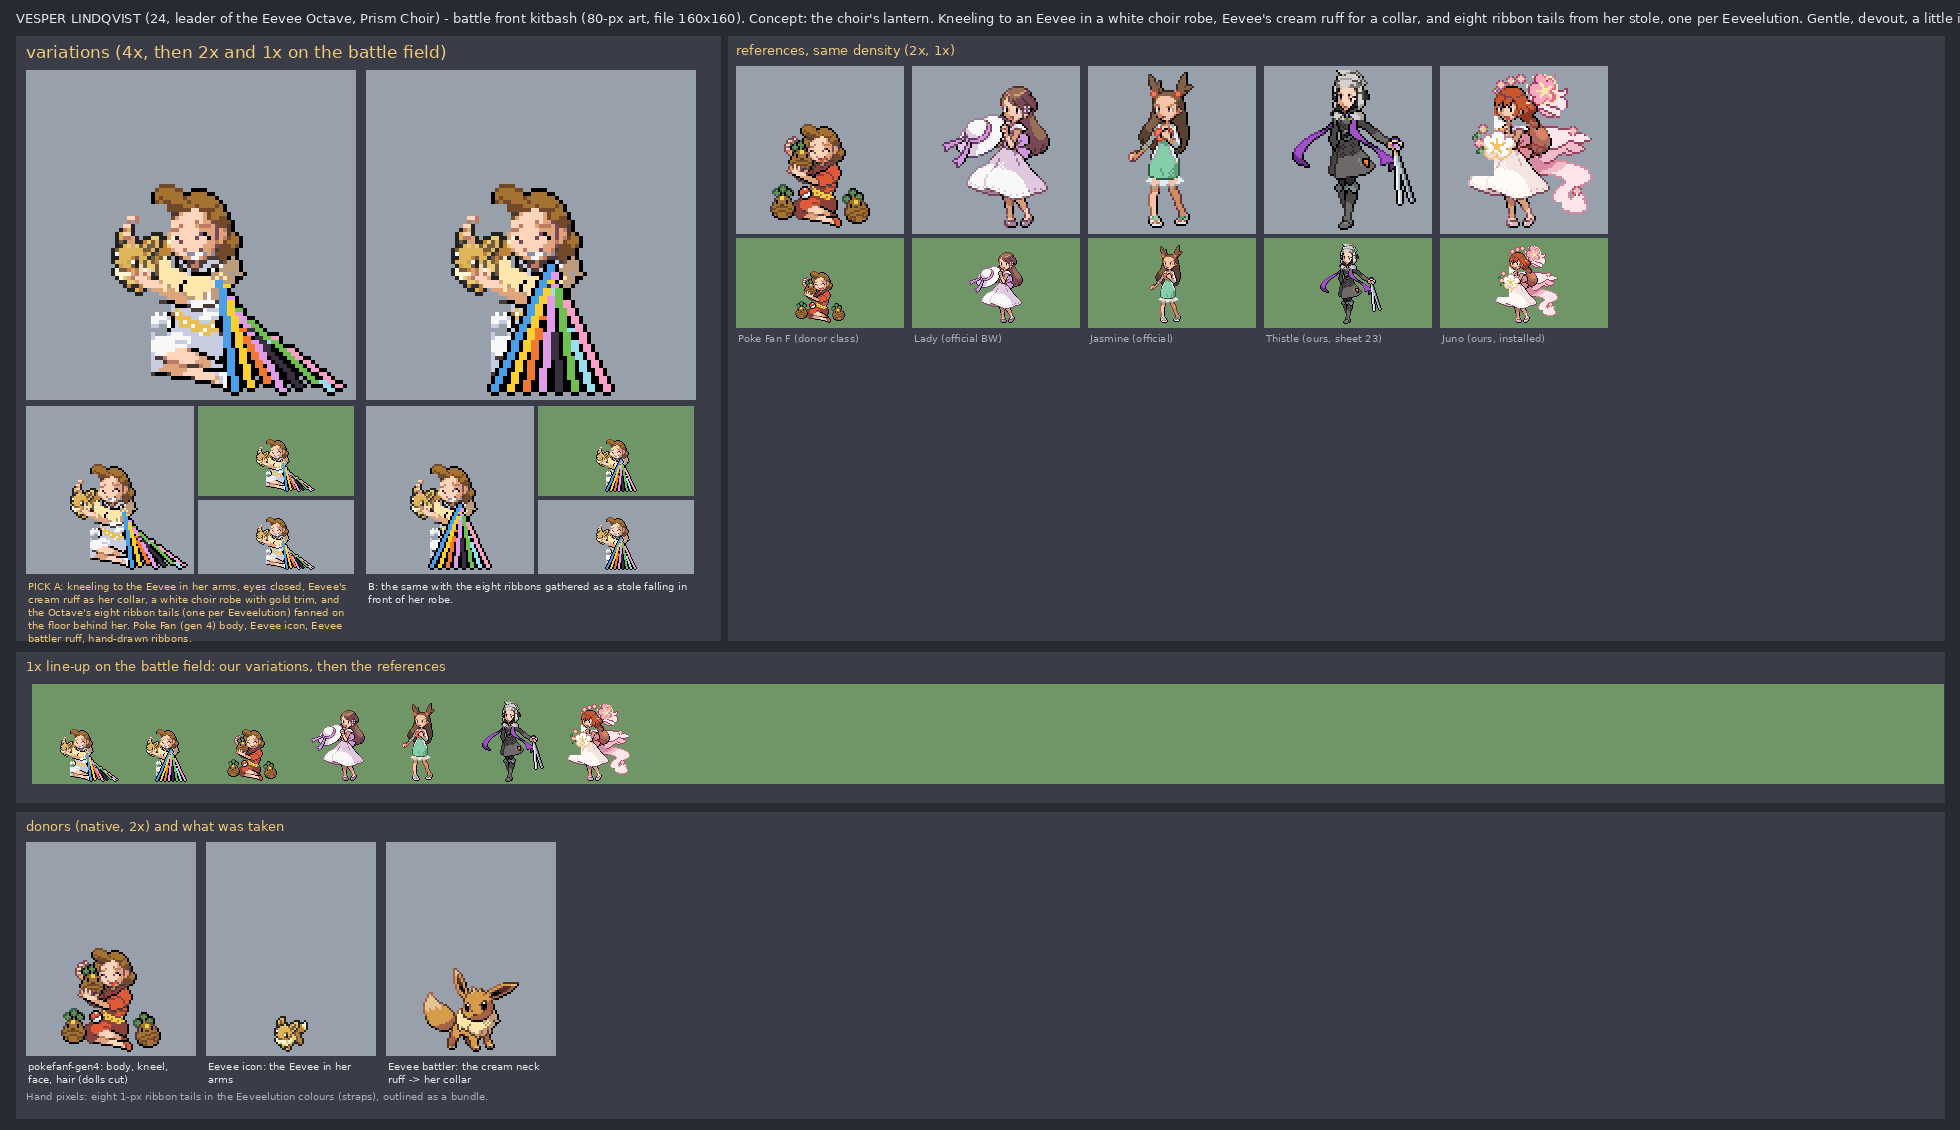 VESPER LINDQVIST (24, leader of the Eevee Octave, Prism Choir) - battle front kitbash (80-px art, file 160x160). Concept: the choir's lantern. Kneeling to an Eevee in a white choir robe, Eevee's cream ruff for a collar, and eight ribbon tails from her stole, one per Eeveelution. Gentle, devout, a little
variations (4x, then 2x and 1x on the battle field)
PICK A: kneeling to the Eevee in her arms, eyes closed, Eevee's
cream ruff as her collar, a white choir robe with gold trim, and
the Octave's eight ribbon tails (one per Eeveelution) fanned on
the floor behind her. Poke Fan (gen 4) body, Eevee icon, Eevee
battler ruff, hand-drawn ribbons.
B: the same with the eight ribbons gathered as a stole falling in
front of her robe.
references, same density (2x, 1x)
Poke Fan F (donor class)
Lady (official BW)
Jasmine (official)
Thistle (ours, sheet 23)
Juno (ours, installed)
1x line-up on the battle field: our variations, then the references
donors (native, 2x) and what was taken
pokefanf-gen4: body, kneel,
face, hair (dolls cut)
Eevee icon: the Eevee in her
arms
Eevee battler: the cream neck
ruff -> her collar
Hand pixels: eight 1-px ribbon tails in the Eeveelution colours (straps), outlined as a bundle.